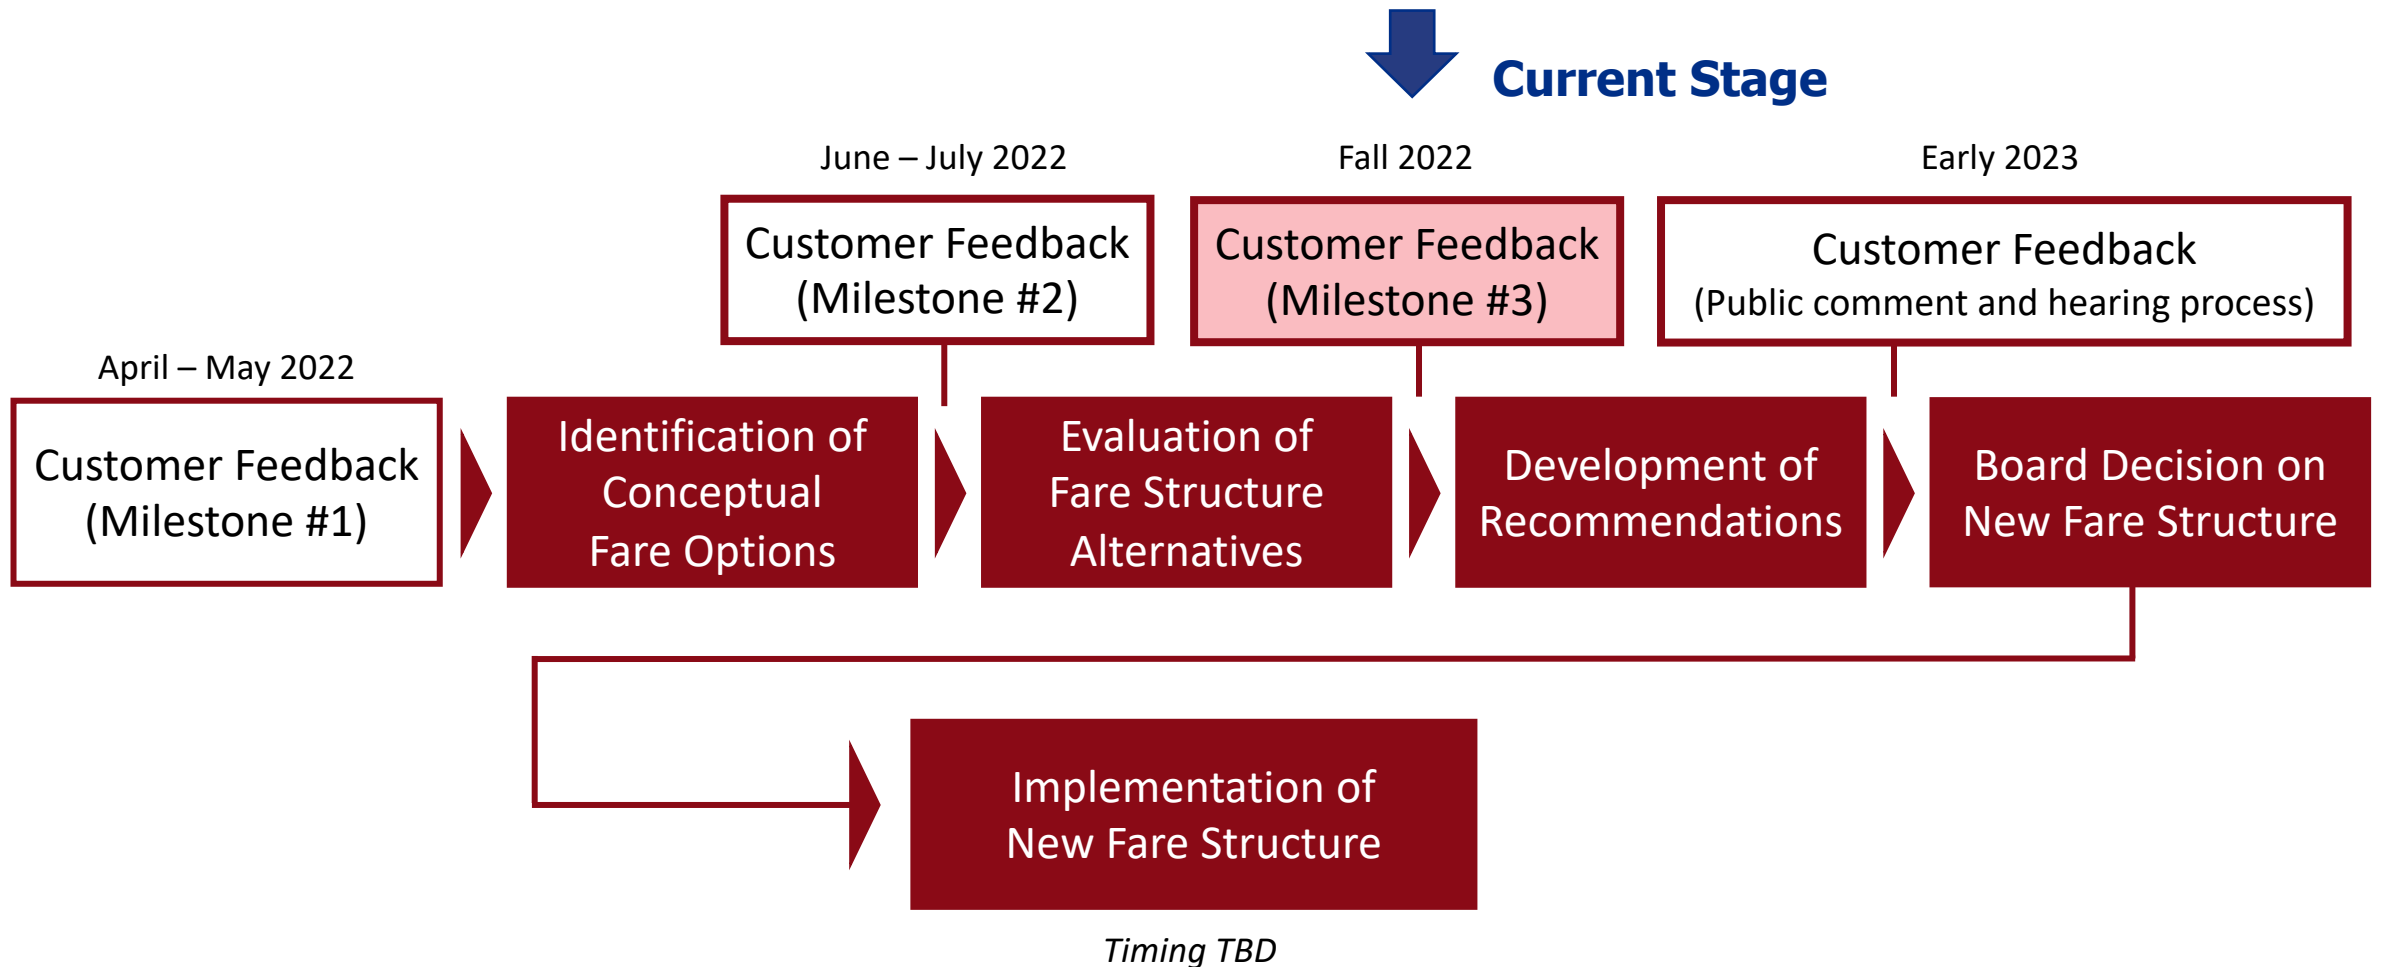 Current Stage
June – July 2022
Fall 2022
Early 2023
Customer Feedback
(Milestone #2)
Customer Feedback
(Milestone #3)
Customer Feedback
(Public comment and hearing process)
April – May 2022
Customer Feedback
(Milestone #1)
Identification of
Conceptual
Fare Options
Evaluation of
Fare Structure
Alternatives
Development of
Recommendations
Board Decision on
New Fare Structure
Implementation of
New Fare Structure
Timing TBD